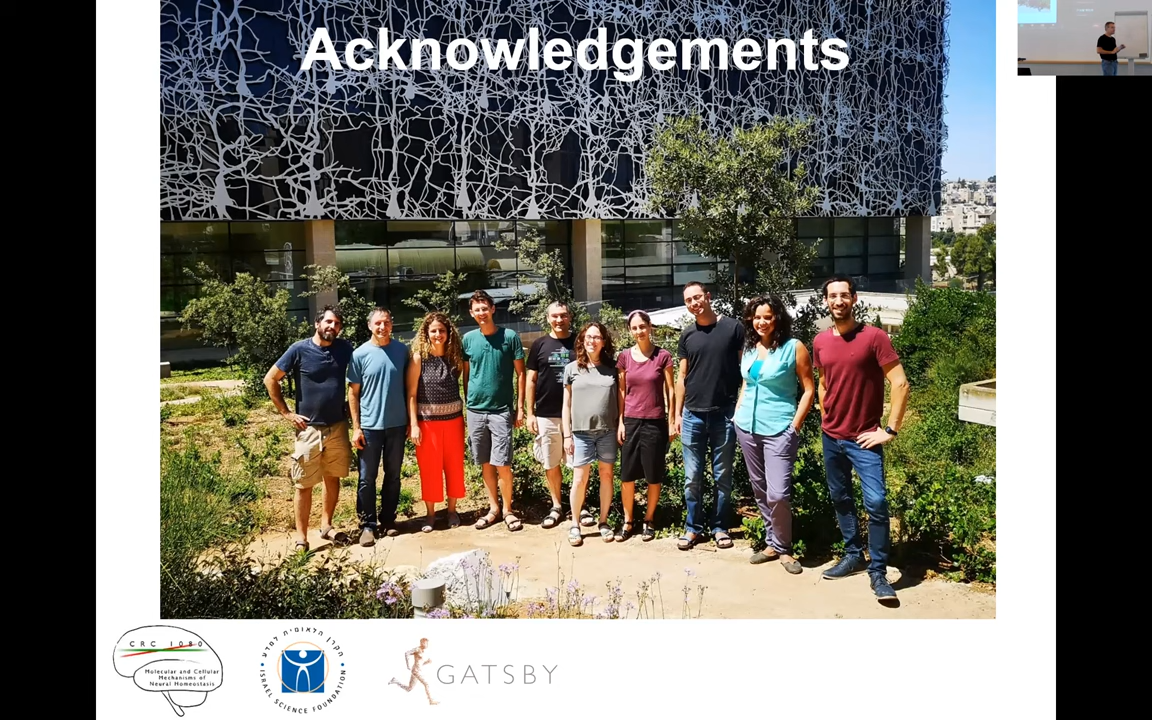 Acknowledgements
CRC 1080
Molecular and Cellular
Mechanisms of
Neural Homeostasis
הקרן הלאומית למדע
ISRAEL SCIENCE FOUNDATION
GATSBY